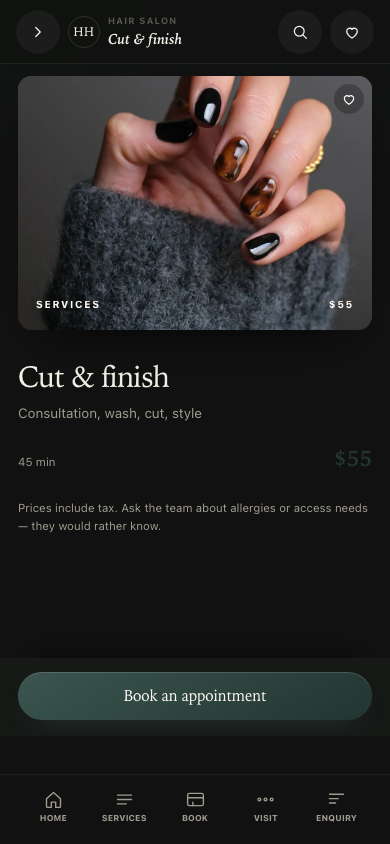 HH
HAIR SALON
Cut & finish
SERVICES
$55
Cut & finish
Consultation, wash, cut, style
45 min
$55
Prices include tax. Ask the team about allergies or access needs
— they would rather know.
Book an appointment
HOME
SERVICES
BOOK
VISIT
ENQUIRY